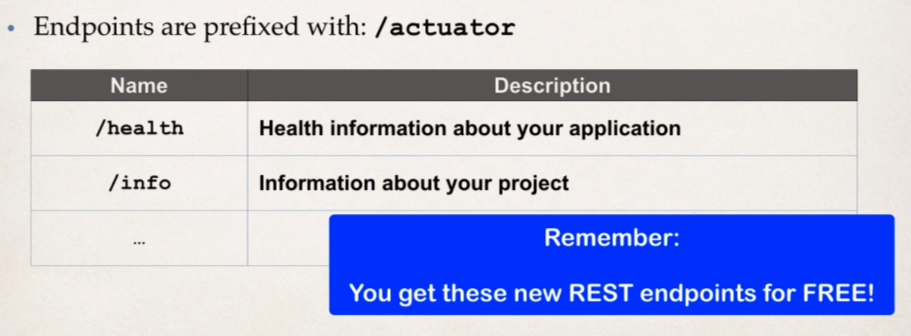 • Endpoints are prefixed with: /actuator
Name Description
/health Health information about your application
/info Information about your project
...
Remember:
You get these new REST endpoints for FREE!